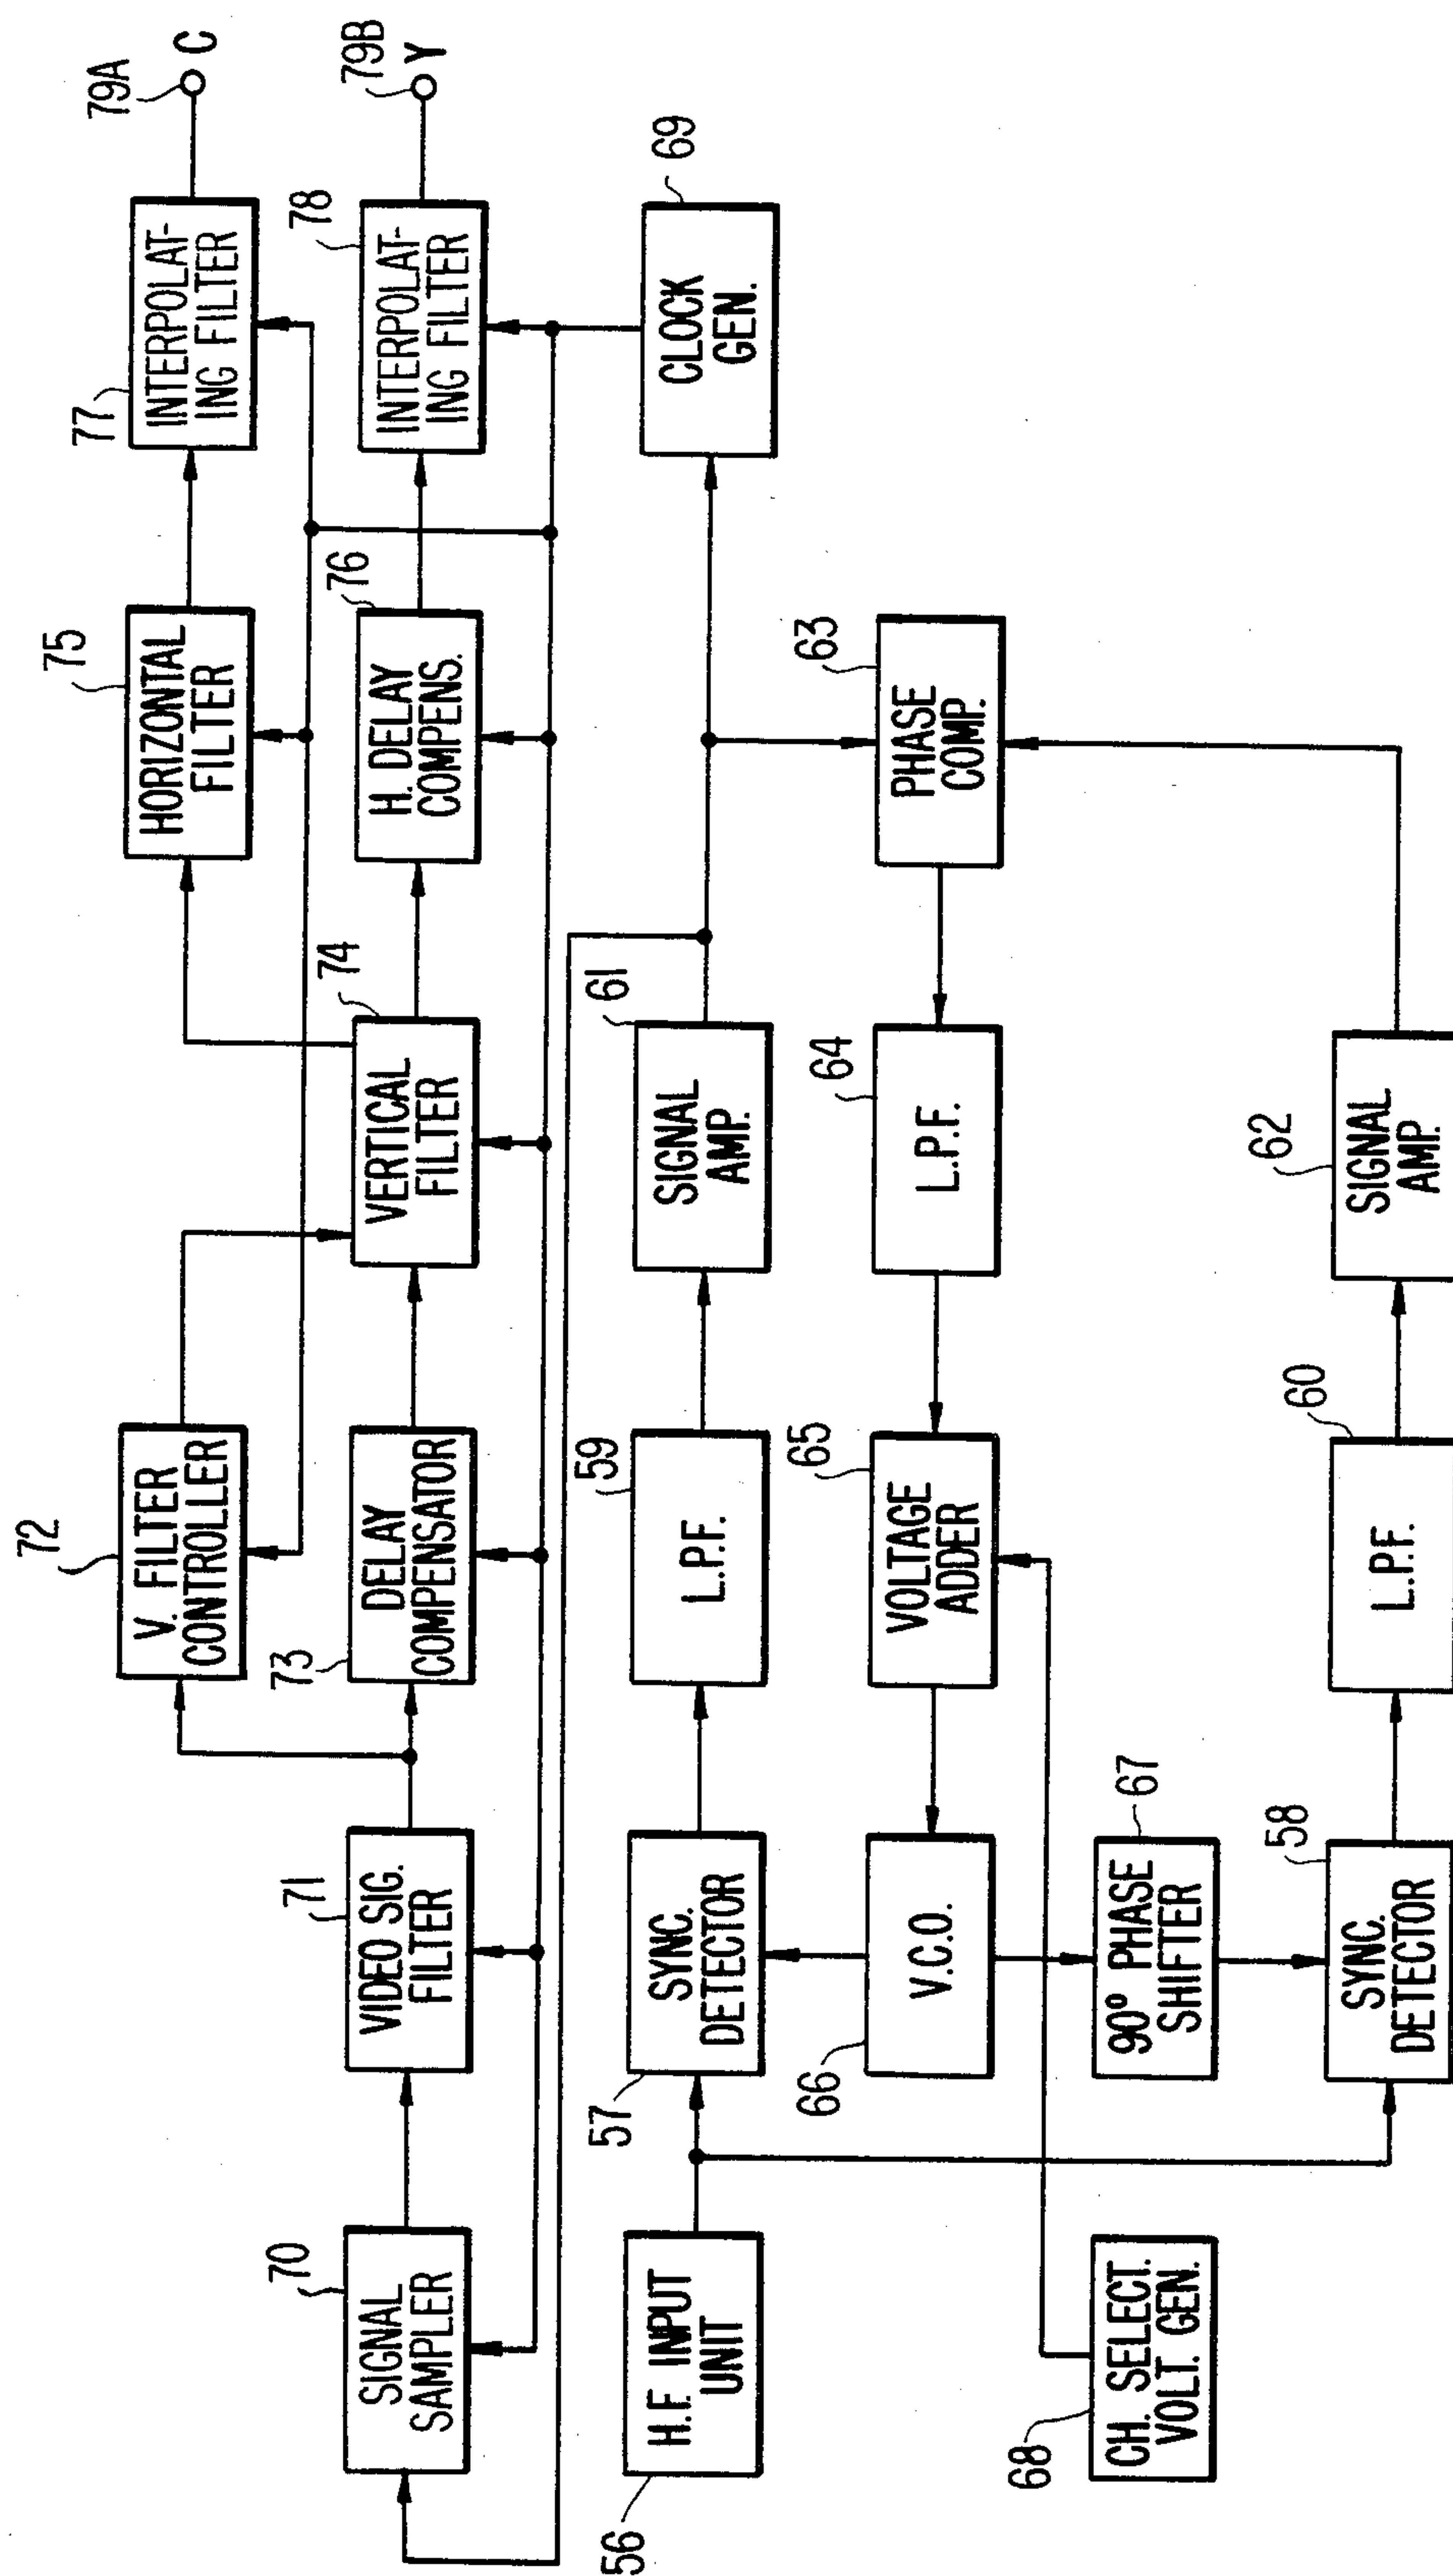 79A
C
79B
Y
77
INTERPOLAT-
ING FILTER
78
INTERPOLAT-
ING FILTER
69
CLOCK
GEN.
75
HORIZONTAL
FILTER
76
H. DELAY
COMPENS.
63
PHASE
COMP.
74
VERTICAL
FILTER
61
SIGNAL
AMP.
64
L.P.F.
62
SIGNAL
AMP.
72
V. FILTER
CONTROLLER
73
DELAY
COMPENSATOR
59
L.P.F.
65
VOLTAGE
ADDER
60
L.P.F.
71
VIDEO SIG.
FILTER
57
SYNC.
DETECTOR
66
V.C.O.
67
90° PHASE
SHIFTER
58
SYNC.
DETECTOR
70
SIGNAL
SAMPLER
56
H.F. INPUT
UNIT
68
CH. SELECT.
VOLT. GEN.